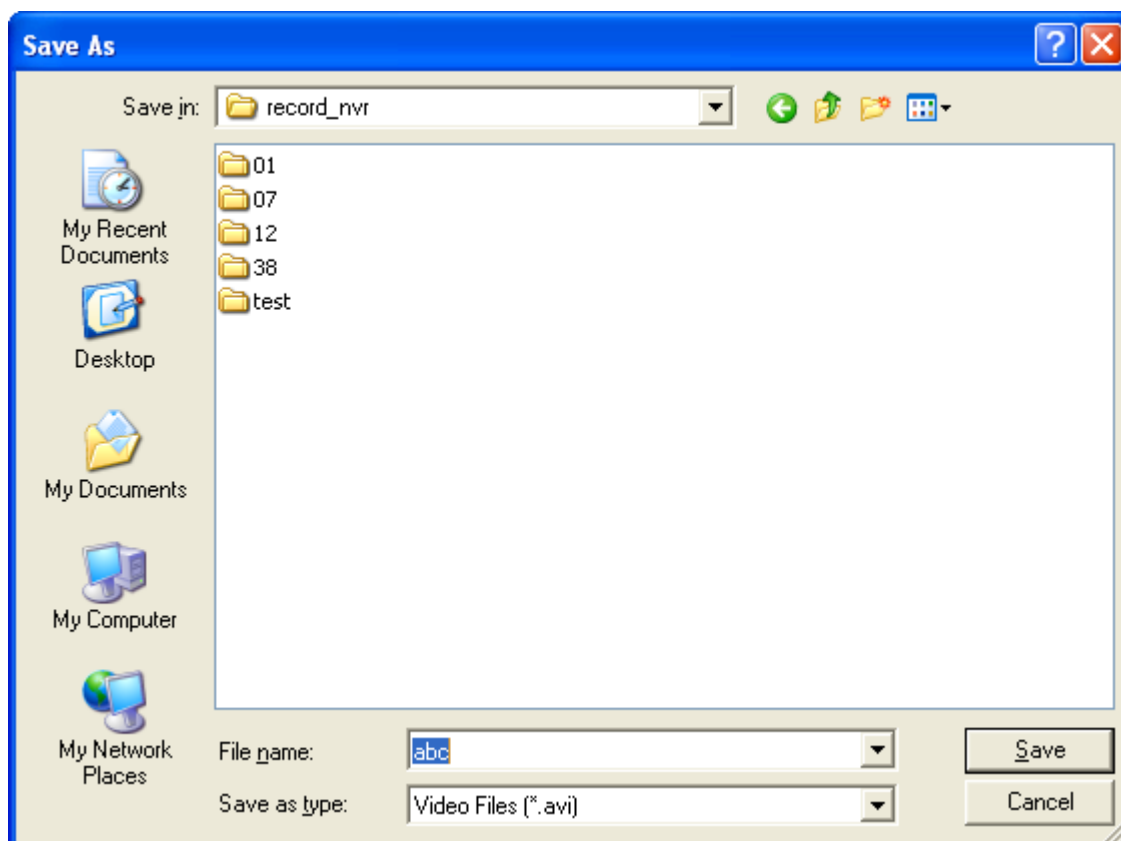 Save As
Save in: record_nvr
My Recent
Documents
Desktop
My Documents
My Computer
My Network
Places
01
07
12
38
test
File name: abc Save
Save as type: Video Files (*.avi) Cancel